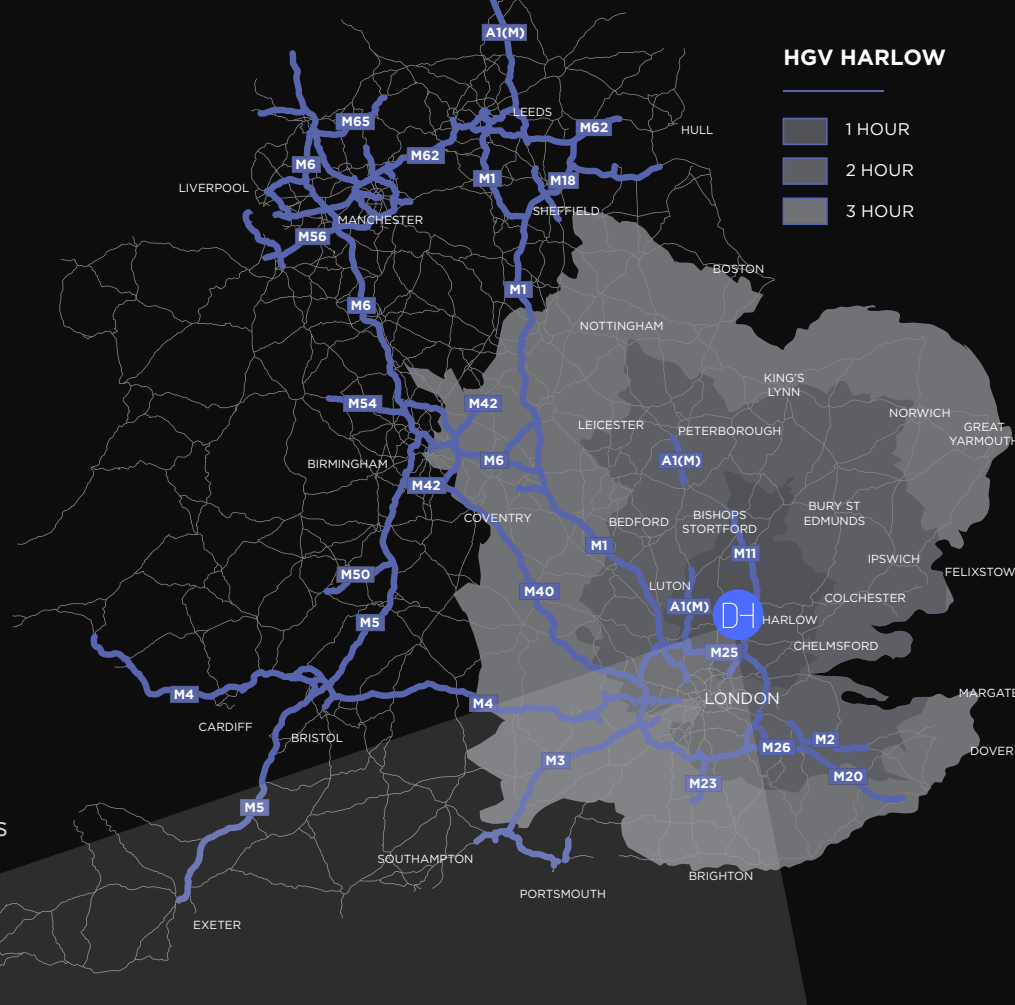 A1(M)
HGV HARLOW
LEEDS
M65
M62
1 HOUR
HULL
M62
M6
2 HOUR
M1
M18
LIVERPOOL
3 HOUR
SHEFFIELD
MANCHESTER
M56
BOSTON
M1
M6
NOTTINGHAM
KING'S
LYNN
M54
M42
NORWICH
LEICESTER
PETERBOROUGH
GREAT
YARMOUTH
BIRMINGHAM
M6
A1(M)
M42
COVENTRY
BEDFORD
BISHOPS
STORTFORD
BURY ST
EDMUNDS
M1
M11
IPSWICH
FELIXSTOW
M50
LUTON
M40
COLCHESTER
A1(M)
DH
HARLOW
M5
CHELMSFORD
M25
M4
LONDON
MARGATE
M4
CARDIFF
BRISTOL
M2
M26
DOVER
M3
M20
M23
M5
S
SOUTHAMPTON
BRIGHTON
PORTSMOUTH
EXETER